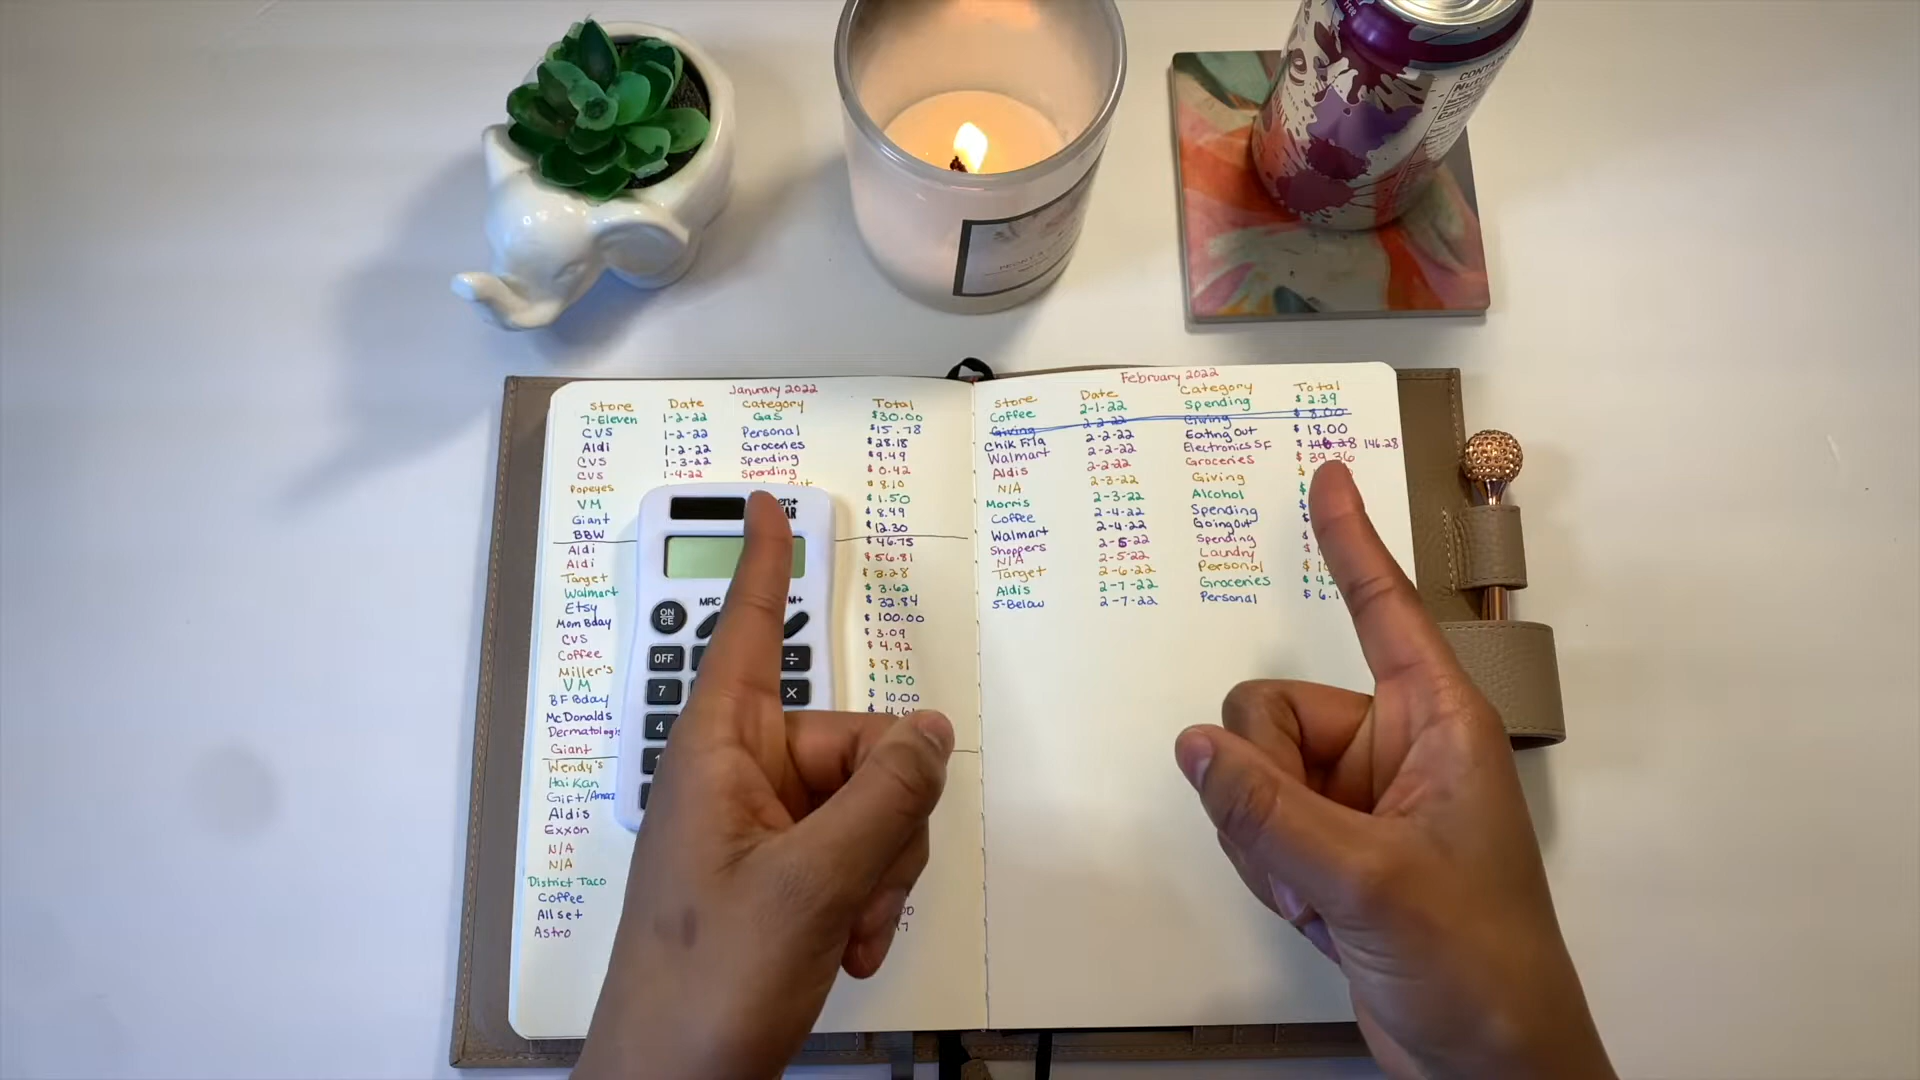 January 2022
Store Date Category Total
7-Eleven 1-2-22 Gas $30.00
CVS 1-2-22 Personal $15.78
Aldi 1-2-22 Groceries $28.18
CVS 1-3-22 Spending $9.49
CVS 1-4-22 Spending $0.42
Popeyes $8.10
VM $1.50
Giant $8.49
BBW $12.30
Aldi $46.75
Aldi $56.81
Target $3.28
Walmart $3.62
Etsy $32.84
Mom Bday $100.00
CVS $3.09
Coffee $4.92
Miller's $8.81
VM $1.50
BF Bday $10.00
McDonalds
Giant
Wendy's
Hai Kan
Aldis
Exxon
N/A
N/A
District Taco
Coffee
All set
Astro
February 2022
Store Date Category Total
Coffee 2-1-22 Spending $2.39
Giving 2-2-22 Giving $8.00
Chik Fila 2-2-22 Eating Out $18.00
Walmart 2-2-22 Electronics SF 146.28
Aldis 2-2-22 Groceries $39.36
N/A 2-3-22 Giving
Morris 2-3-22 Alcohol
Coffee 2-4-22 Spending
Walmart 2-4-22 Going Out
Shoppers 2-5-22 Spending
N/A 2-5-22 Laundry
Target 2-6-22 Personal
Aldis 2-7-22 Groceries
5-Below 2-7-22 Personal
MRC M+
ON/CE
OFF ÷
7 X
4